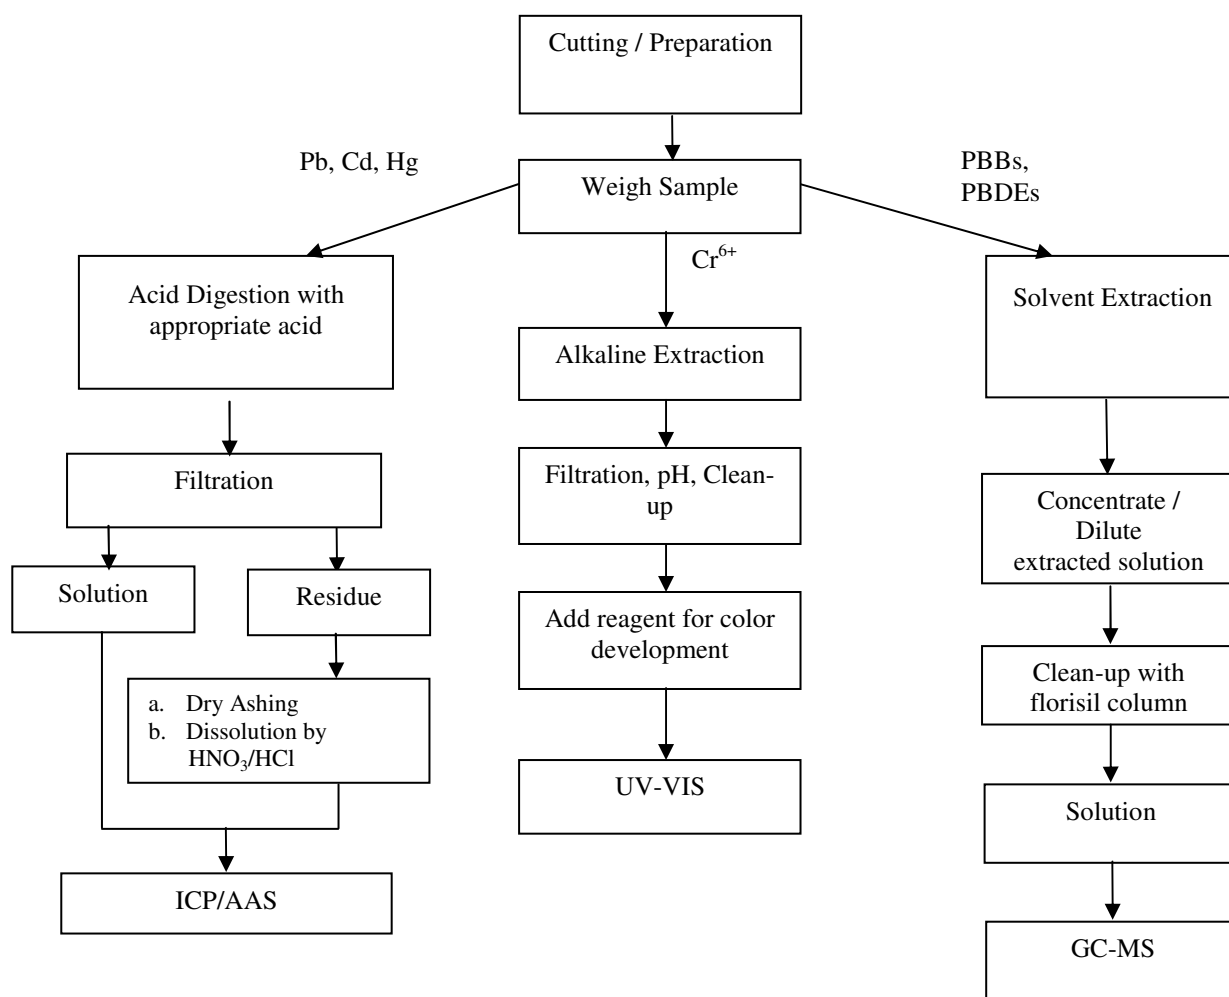 Cutting / Preparation
Pb, Cd, Hg
Weigh Sample
PBBs,
PBDEs
Cr⁶⁺
Acid Digestion with
appropriate acid
Filtration
Solution
Residue
a. Dry Ashing
b. Dissolution by
HNO₃/HCl
ICP/AAS
Alkaline Extraction
Filtration, pH, Clean-
up
Add reagent for color
development
UV-VIS
Solvent Extraction
Concentrate /
Dilute
extracted solution
Clean-up with
florisil column
Solution
GC-MS